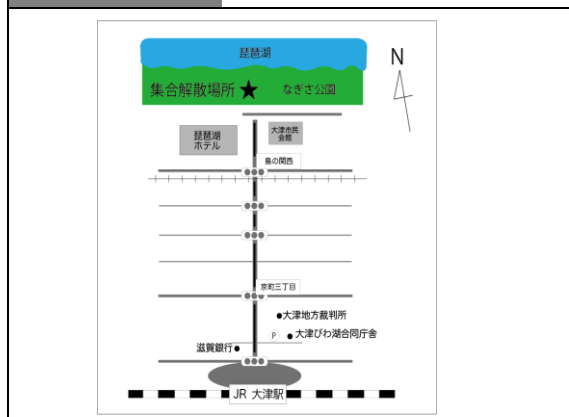 琵琶湖
N
集合解散場所 ★
なぎさ公園
琵琶湖
ホテル
大津市民
会館
島の関西
京町三丁目
●大津地方裁判所
P
●大津びわ湖合同庁舎
滋賀銀行●
JR 大津駅